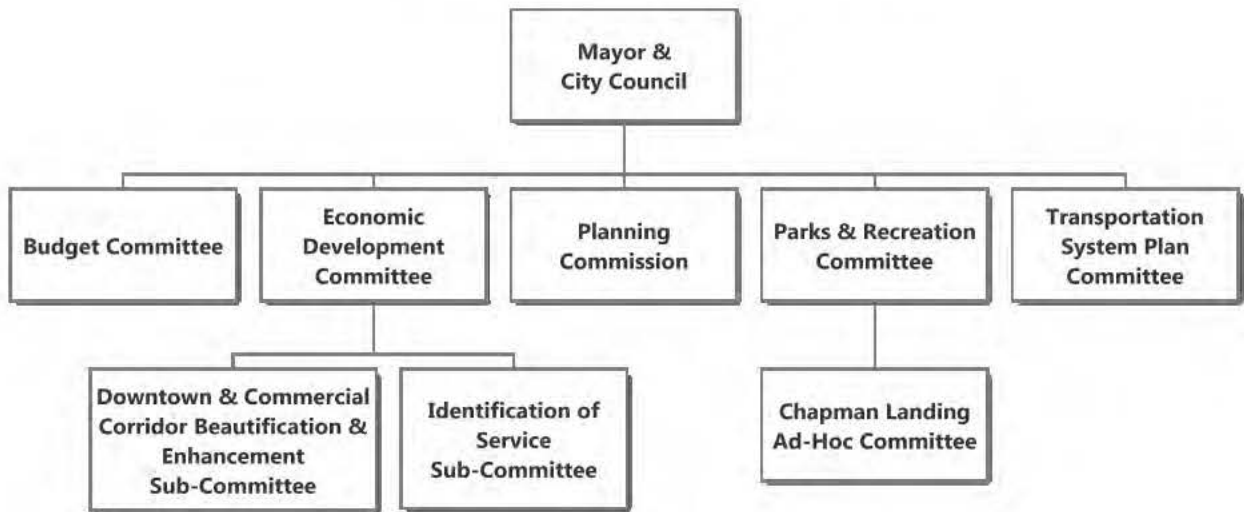 Mayor &
City Council
Budget Committee
Economic
Development
Committee
Planning
Commission
Parks & Recreation
Committee
Transportation
System Plan
Committee
Downtown & Commercial
Corridor Beautification &
Enhancement
Sub-Committee
Identification of
Service
Sub-Committee
Chapman Landing
Ad-Hoc Committee